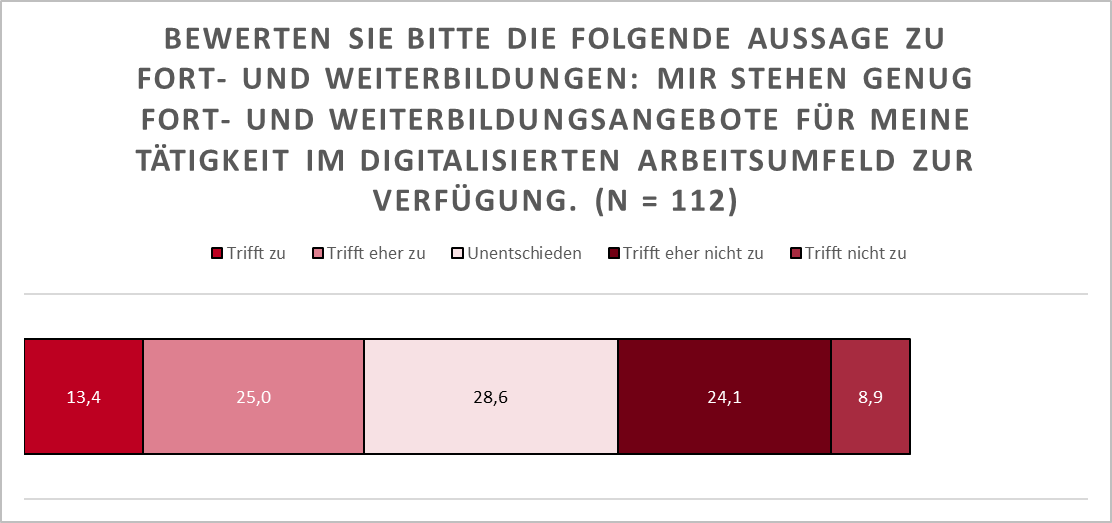 BEWERTEN SIE BITTE DIE FOLGENDE AUSSAGE ZU
FORT- UND WEITERBILDUNGEN: MIR STEHEN GENUG
FORT- UND WEITERBILDUNGSANGEBOTE FÜR MEINE
TÄTIGKEIT IM DIGITALISIERTEN ARBEITSUMFELD ZUR
VERFÜGUNG. (N = 112)
Trifft zu Trifft eher zu Unentschieden Trifft eher nicht zu Trifft nicht zu
13,4 25,0 28,6 24,1 8,9